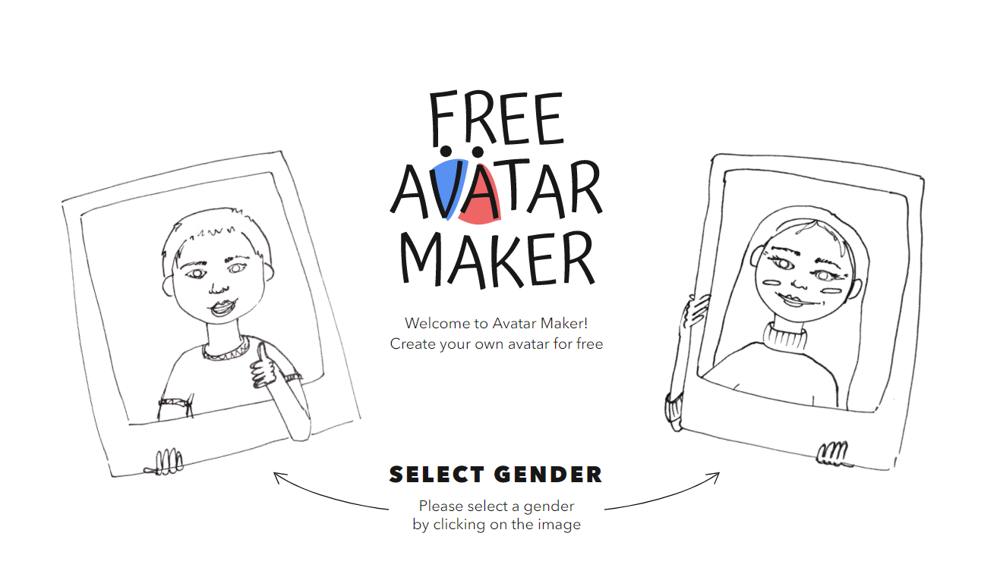 FREE
AVATAR
MAKER
Welcome to Avatar Maker!
Create your own avatar for free
SELECT GENDER
Please select a gender
by clicking on the image